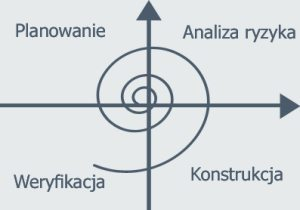 Planowanie
Analiza ryzyka
Weryfikacja
Konstrukcja